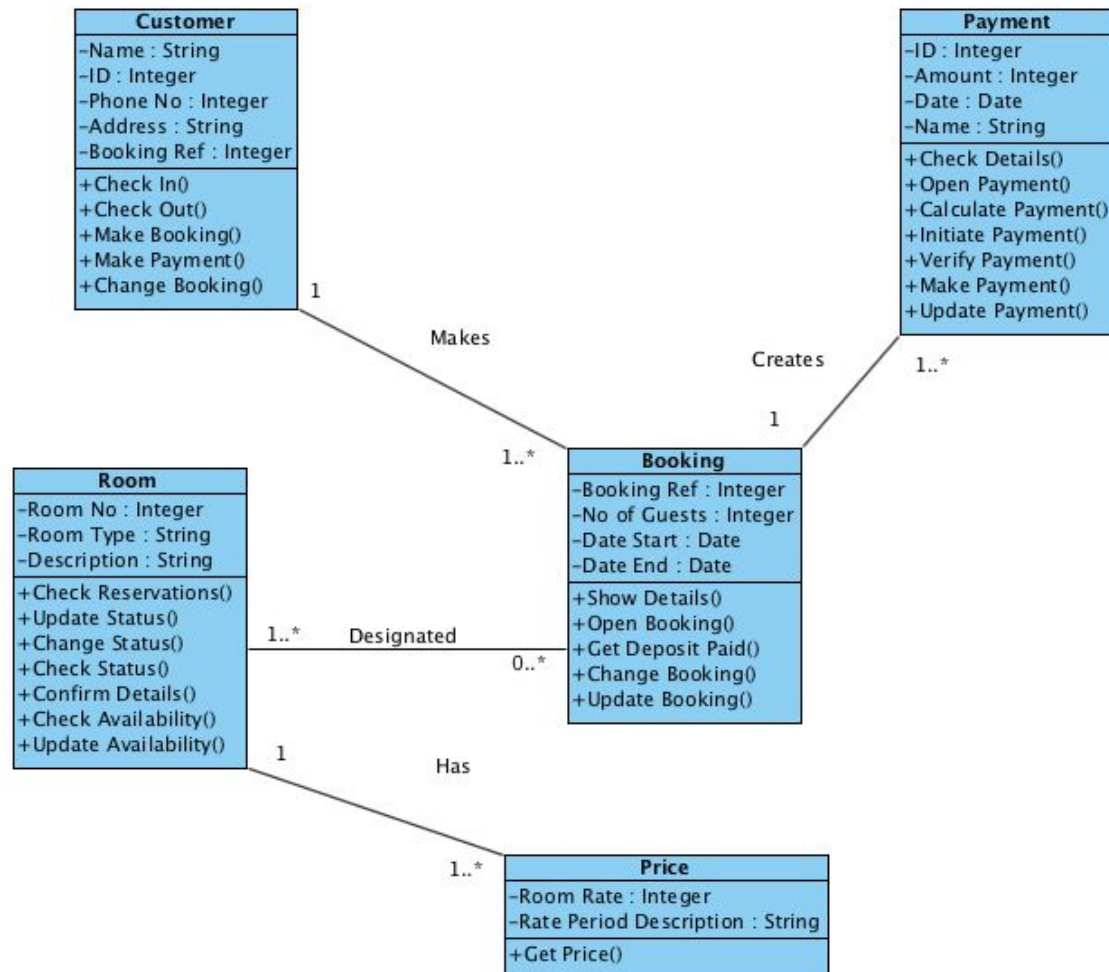 Customer
-Name : String
-ID : Integer
-Phone No : Integer
-Address : String
-Booking Ref : Integer
+Check In()
+Check Out()
+Make Booking()
+Make Payment()
+Change Booking()
Payment
-ID : Integer
-Amount : Integer
-Date : Date
-Name : String
+Check Details()
+Open Payment()
+Calculate Payment()
+Initiate Payment()
+Verify Payment()
+Make Payment()
+Update Payment()
1
Makes
1..*
1..*
Creates
1
Booking
-Booking Ref : Integer
-No of Guests : Integer
-Date Start : Date
-Date End : Date
+Show Details()
+Open Booking()
+Get Deposit Paid()
+Change Booking()
+Update Booking()
Room
-Room No : Integer
-Room Type : String
-Description : String
+Check Reservations()
+Update Status()
+Change Status()
+Check Status()
+Confirm Details()
+Check Availability()
+Update Availability()
1..*
Designated
0..*
1
Has
1..*
Price
-Room Rate : Integer
-Rate Period Description : String
+Get Price()